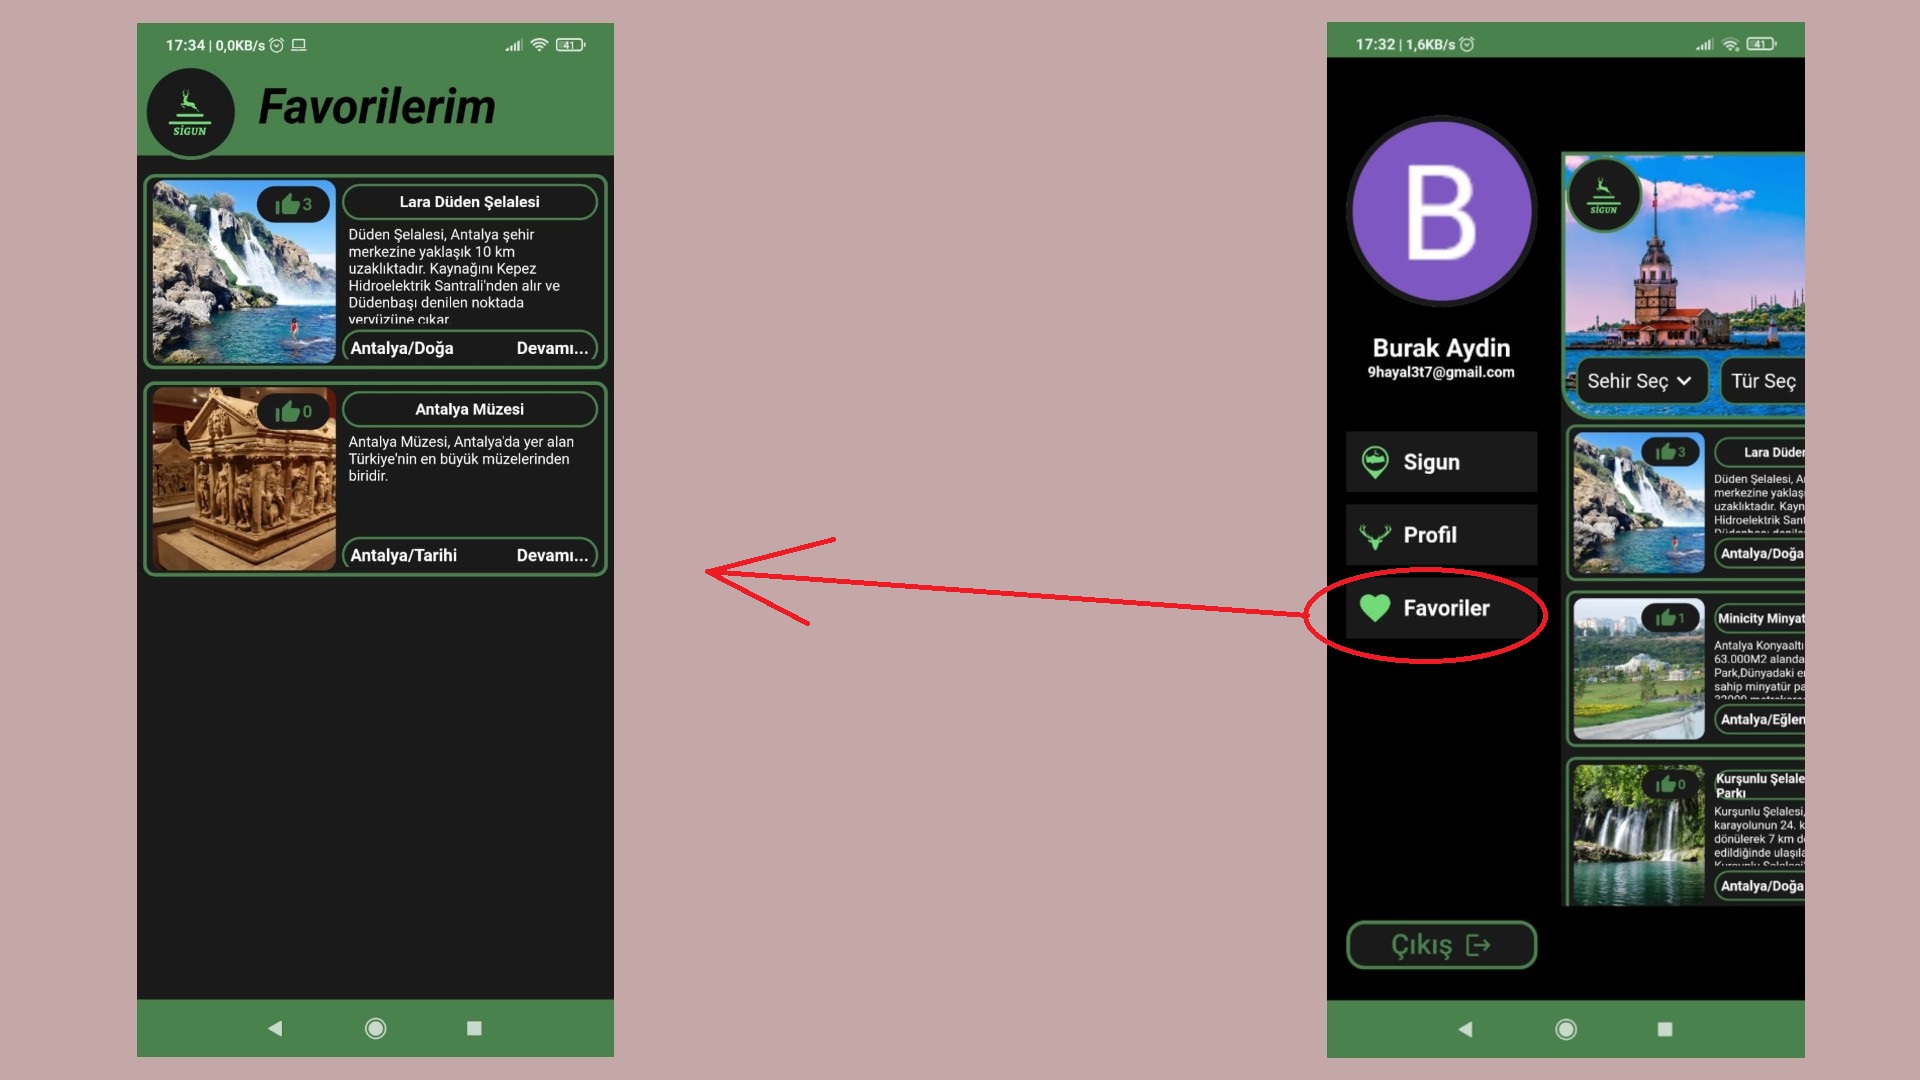 17:34 | 0,0KB/s
41
SİGUN
Favorilerim
3
Lara Düden Şelalesi
Düden Şelalesi, Antalya şehir
merkezine yaklaşık 10 km
uzaklıktadır. Kaynağını Kepez
Hidroelektrik Santrali'nden alır ve
Düdenbaşı denilen noktada
yeryüzüne çıkar.
Antalya/Doğa
Devamı...
0
Antalya Müzesi
Antalya Müzesi, Antalya'da yer alan
Türkiye'nin en büyük müzelerinden
biridir.
Antalya/Tarihi
Devamı...
17:32 | 1,6KB/s
41
B
Burak Aydin
9hayal3t7@gmail.com
Sigun
Profil
Favoriler
Çıkış
SİGUN
Sehir Seç
Tür Seç
3
Lara Düden
Düden Şelalesi, A
merkezine yaklaş
uzaklıktadır. Kayn
Hidroelektrik Sant
Antalya/Doğa
1
Minicity Minyat
Antalya Konyaaltı
63.000M2 alanda
Park,Dünyadaki e
sahip minyatür pa
Antalya/Eğlen
0
Kurşunlu Şelale
Parkı
Kurşunlu Şelalesi,
karayolunun 24. k
dönülerek 7 km d
edildiğinde ulaşıla
Kurşunlu Şelalesi'
Antalya/Doğa